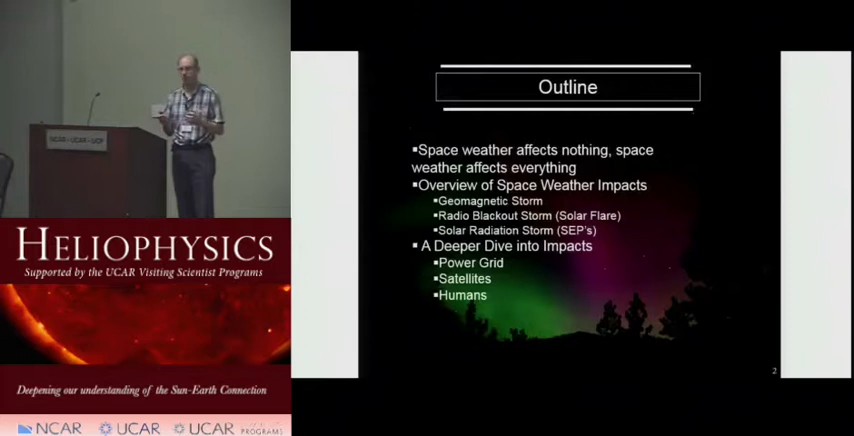 NCAR • UCAR • UCP
HELIOPHYSICS
Supported by the UCAR Visiting Scientist Programs
Deepening our understanding of the Sun-Earth Connection
NCAR UCAR UCAR PROGRAMS
Outline
▪Space weather affects nothing, space
weather affects everything
▪Overview of Space Weather Impacts
▪Geomagnetic Storm
▪Radio Blackout Storm (Solar Flare)
▪Solar Radiation Storm (SEP's)
▪ A Deeper Dive into Impacts
▪Power Grid
▪Satellites
▪Humans
2